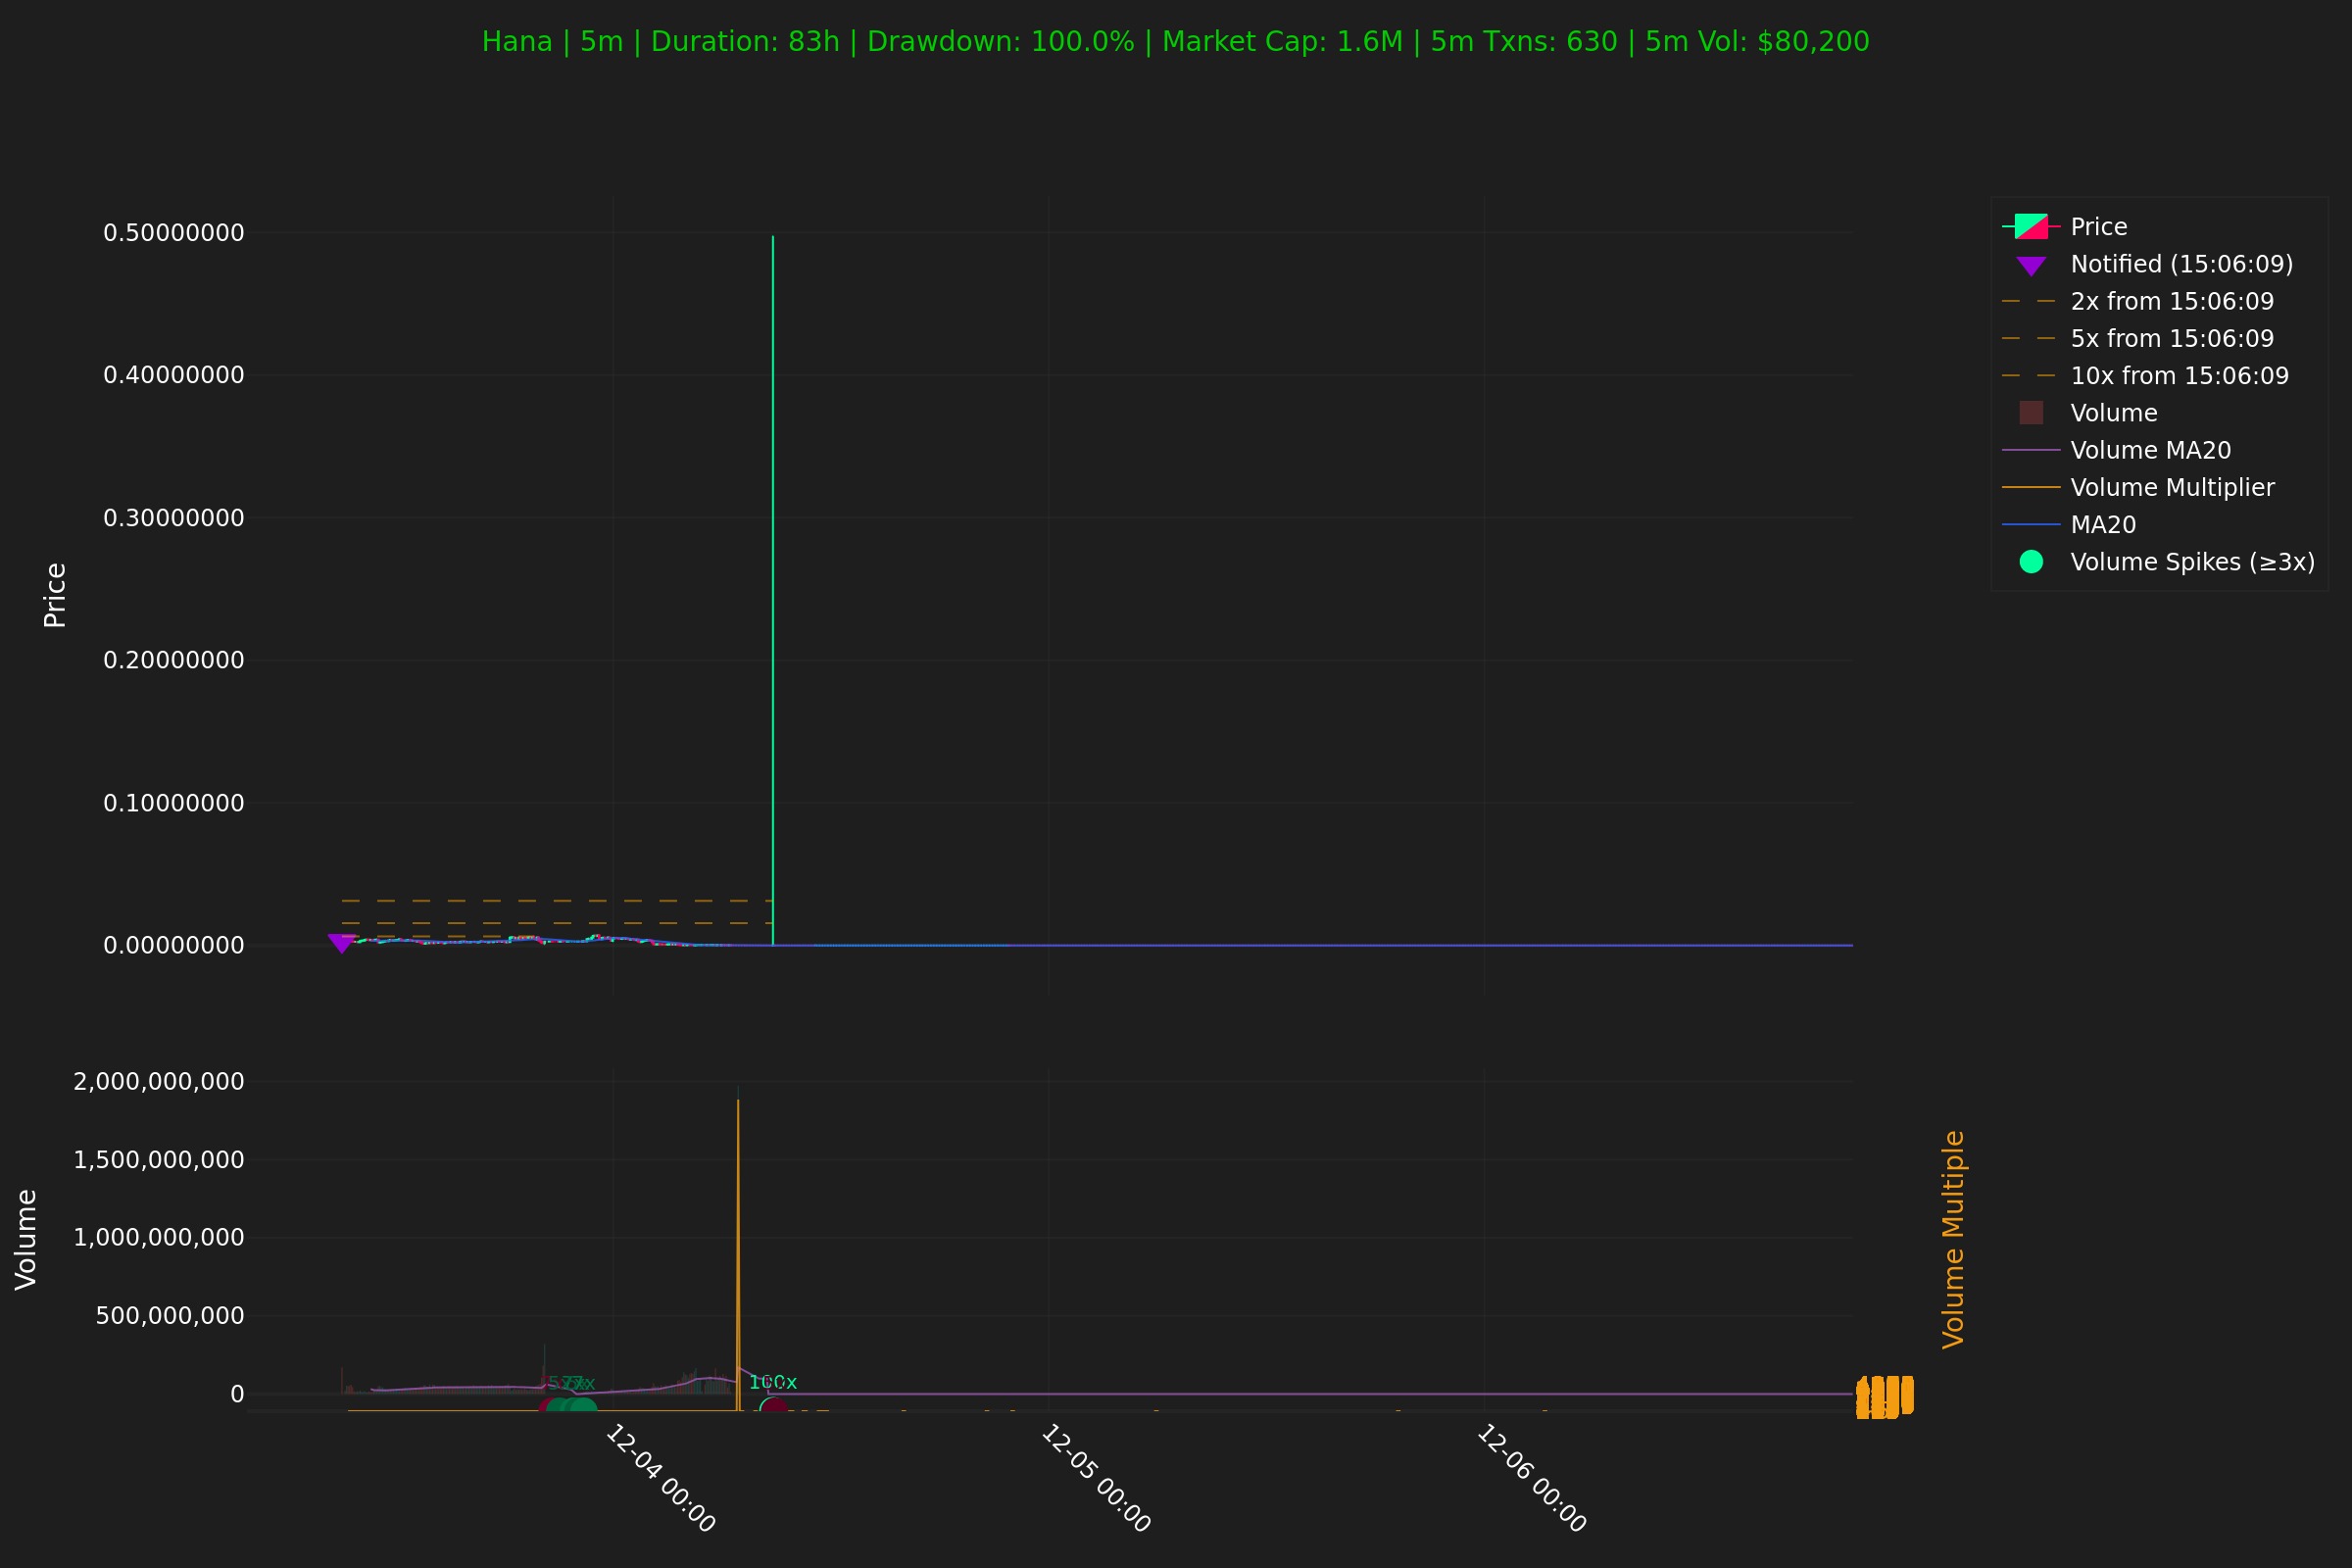 Hana | 5m | Duration: 83h | Drawdown: 100.0% | Market Cap: 1.6M | 5m Txns: 630 | 5m Vol: $80,200
Price
0.50000000
0.40000000
0.30000000
0.20000000
0.10000000
0.00000000
Price
Notified (15:06:09)
2x from 15:06:09
5x from 15:06:09
10x from 15:06:09
Volume
Volume MA20
Volume Multiplier
MA20
Volume Spikes (≥3x)
Volume
2,000,000,000
1,500,000,000
1,000,000,000
500,000,000
0
100x
Volume Multiple
12-04 00:00
12-05 00:00
12-06 00:00